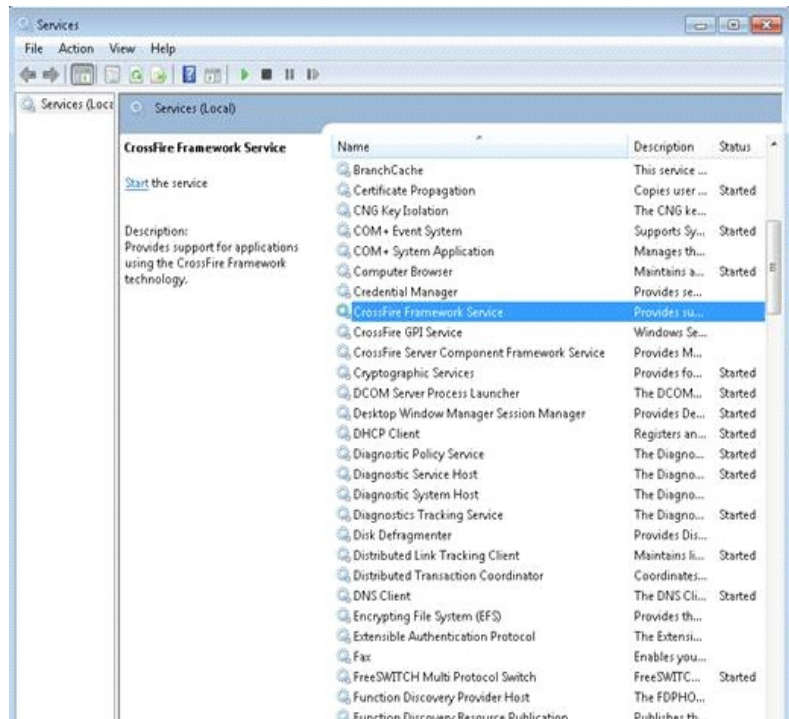 Services
File Action View Help
Services (Loca
Services (Local)
CrossFire Framework Service
Start the service
Description:
Provides support for applications
using the CrossFire Framework
technology.
Name Description Status
BranchCache This service ...
Certificate Propagation Copies user ... Started
CNG Key Isolation The CNG ke...
COM+ Event System Supports Sy... Started
COM+ System Application Manages th...
Computer Browser Maintains a... Started
Credential Manager Provides se...
CrossFire Framework Service Provides su...
CrossFire GPI Service Windows Se...
CrossFire Server Component Framework Service Provides M...
Cryptographic Services Provides fo... Started
DCOM Server Process Launcher The DCOM... Started
Desktop Window Manager Session Manager Provides De... Started
DHCP Client Registers an... Started
Diagnostic Policy Service The Diagno... Started
Diagnostic Service Host The Diagno... Started
Diagnostic System Host The Diagno...
Diagnostics Tracking Service The Diagno... Started
Disk Defragmenter Provides Dis...
Distributed Link Tracking Client Maintains li... Started
Distributed Transaction Coordinator Coordinates...
DNS Client The DNS Cli... Started
Encrypting File System (EFS) Provides th...
Extensible Authentication Protocol The Extensi...
Fax Enables you...
FreeSWITCH Multi Protocol Switch FreeSWITC... Started
Function Discovery Provider Host The FDPHO...
Function Discovery Resource Publication Publishes th...